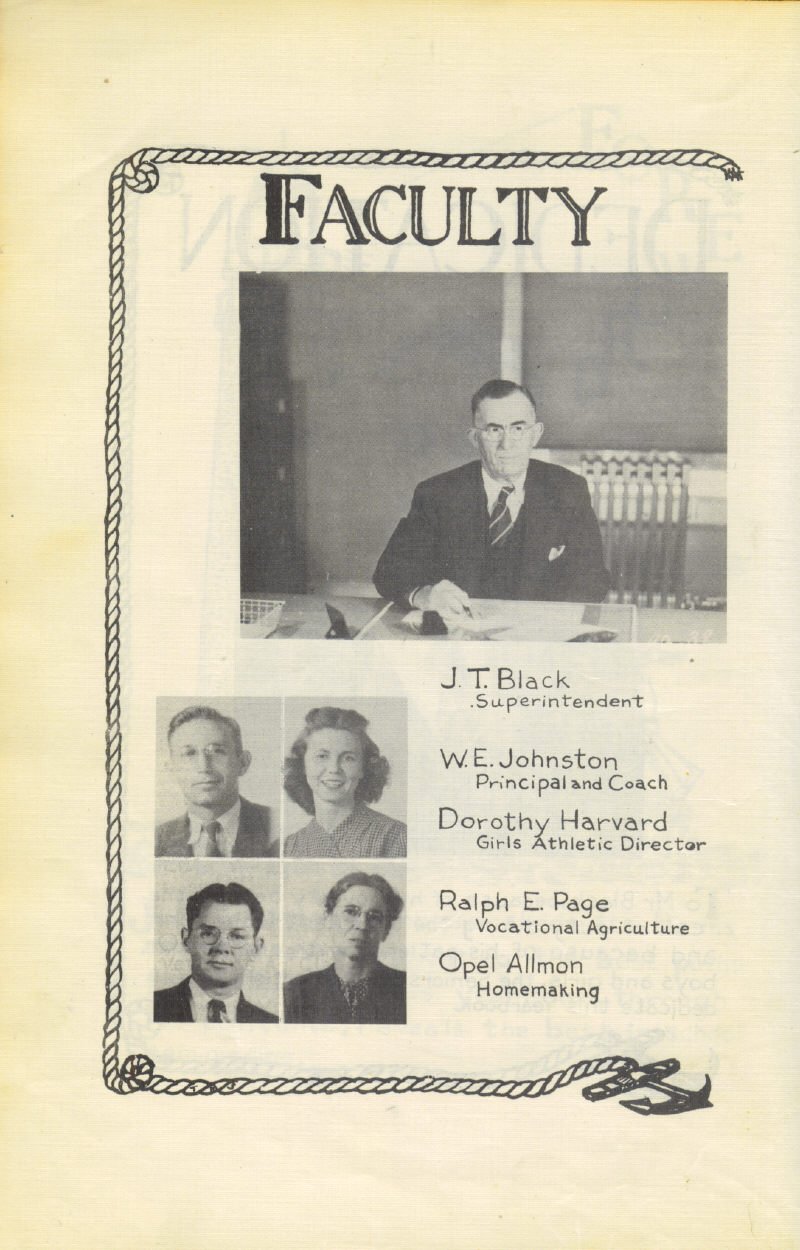 FACULTY
J. T. Black
Superintendent
W. E. Johnston
Principal and Coach
Dorothy Harvard
Girls Athletic Director
Ralph E. Page
Vocational Agriculture
Opel Allmon
Homemaking